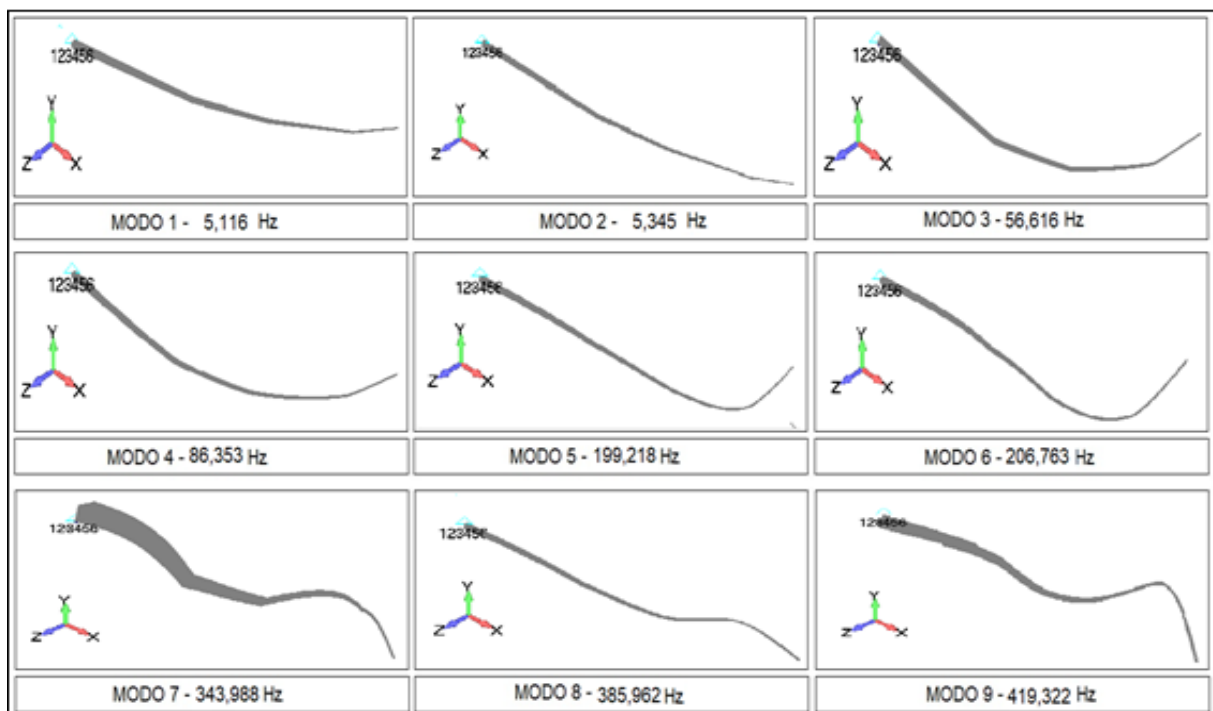 123456
Y
Z
X
MODO 1 - 5,116 Hz
123456
Y
Z
X
MODO 2 - 5,345 Hz
123456
Y
Z
X
MODO 3 - 56,616 Hz
123456
Y
Z
X
MODO 4 - 86,353 Hz
123456
Y
Z
X
MODO 5 - 199,218 Hz
123456
Y
Z
X
MODO 6 - 206,763 Hz
123456
Y
Z
X
MODO 7 - 343,988 Hz
123456
Y
Z
X
MODO 8 - 385,962 Hz
123456
Y
Z
X
MODO 9 - 419,322 Hz